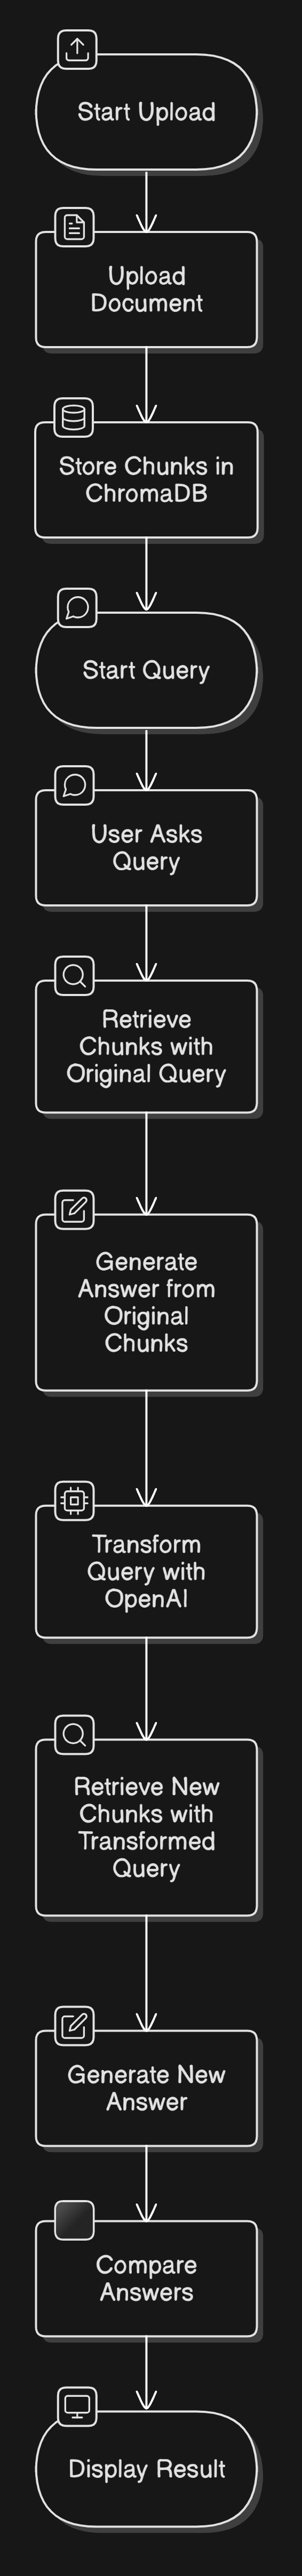 Start Upload
Upload
Document
Store Chunks in
ChromaDB
Start Query
User Asks
Query
Retrieve
Chunks with
Original Query
Generate
Answer from
Original
Chunks
Transform
Query with
OpenAI
Retrieve New
Chunks with
Transformed
Query
Generate New
Answer
Compare
Answers
Display Result